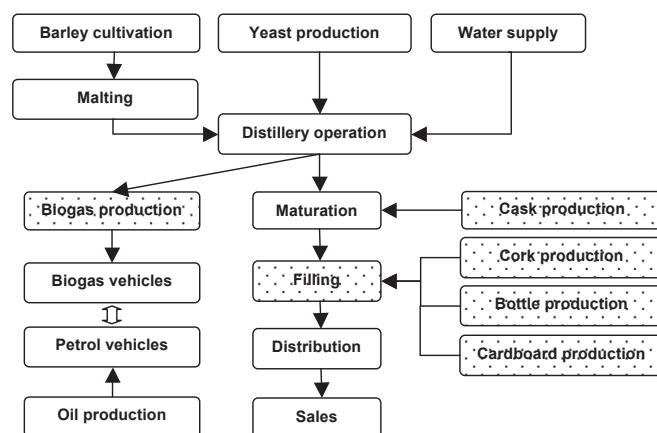 Barley cultivation
Yeast production
Water supply
Malting
Distillery operation
Biogas production
Maturation
Cask production
Biogas vehicles
Filling
Cork production
Bottle production
Petrol vehicles
Distribution
Cardboard production
Oil production
Sales